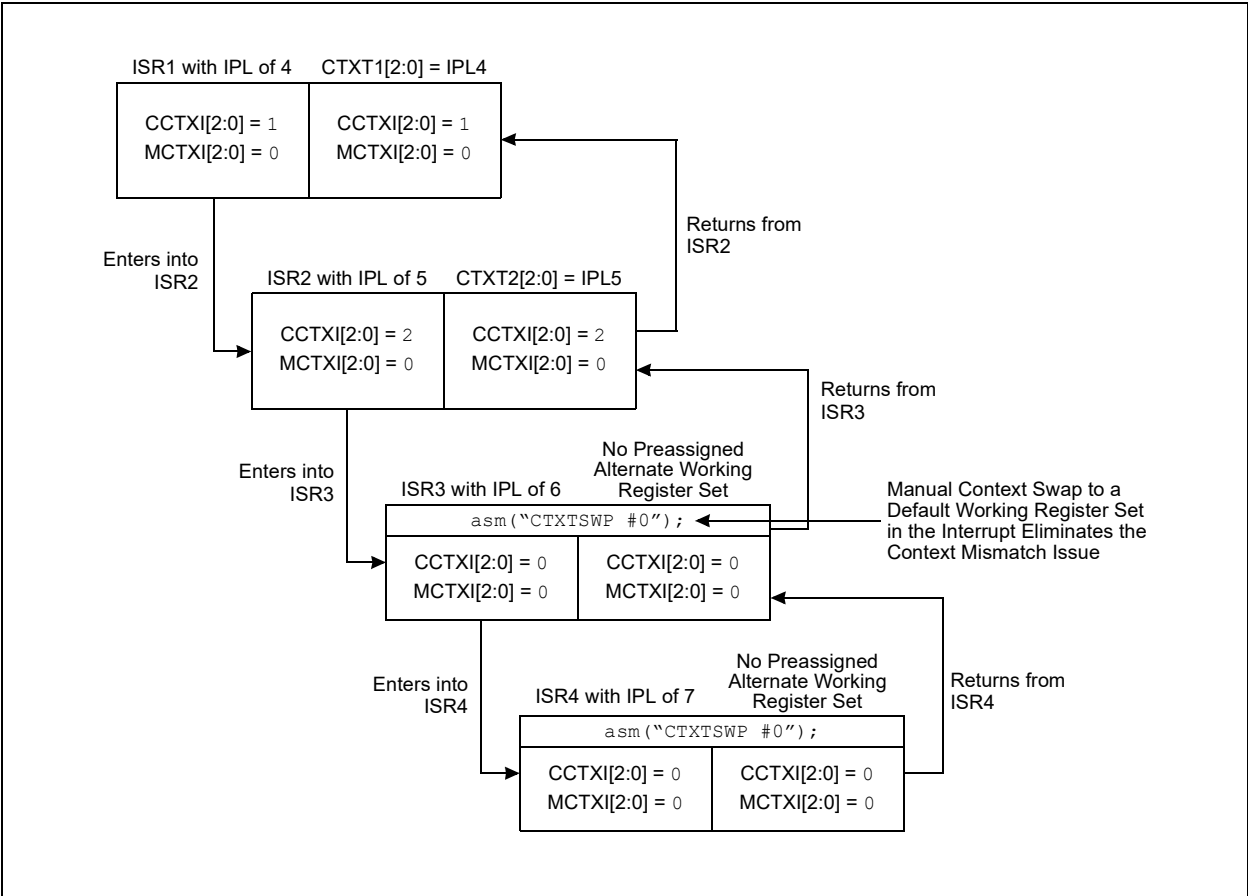 ISR1 with IPL of 4
CTXT1[2:0] = IPL4
CCTXI[2:0] = 1
MCTXI[2:0] = 0
CCTXI[2:0] = 1
MCTXI[2:0] = 0
Enters into
ISR2
Returns from
ISR2
ISR2 with IPL of 5
CTXT2[2:0] = IPL5
CCTXI[2:0] = 2
MCTXI[2:0] = 0
CCTXI[2:0] = 2
MCTXI[2:0] = 0
Enters into
ISR3
Returns from
ISR3
ISR3 with IPL of 6
No Preassigned
Alternate Working
Register Set
asm(“CTXTSWP #0”);
Manual Context Swap to a
Default Working Register Set
in the Interrupt Eliminates the
Context Mismatch Issue
CCTXI[2:0] = 0
MCTXI[2:0] = 0
CCTXI[2:0] = 0
MCTXI[2:0] = 0
Enters into
ISR4
Returns from
ISR4
ISR4 with IPL of 7
No Preassigned
Alternate Working
Register Set
asm(“CTXTSWP #0”);
CCTXI[2:0] = 0
MCTXI[2:0] = 0
CCTXI[2:0] = 0
MCTXI[2:0] = 0